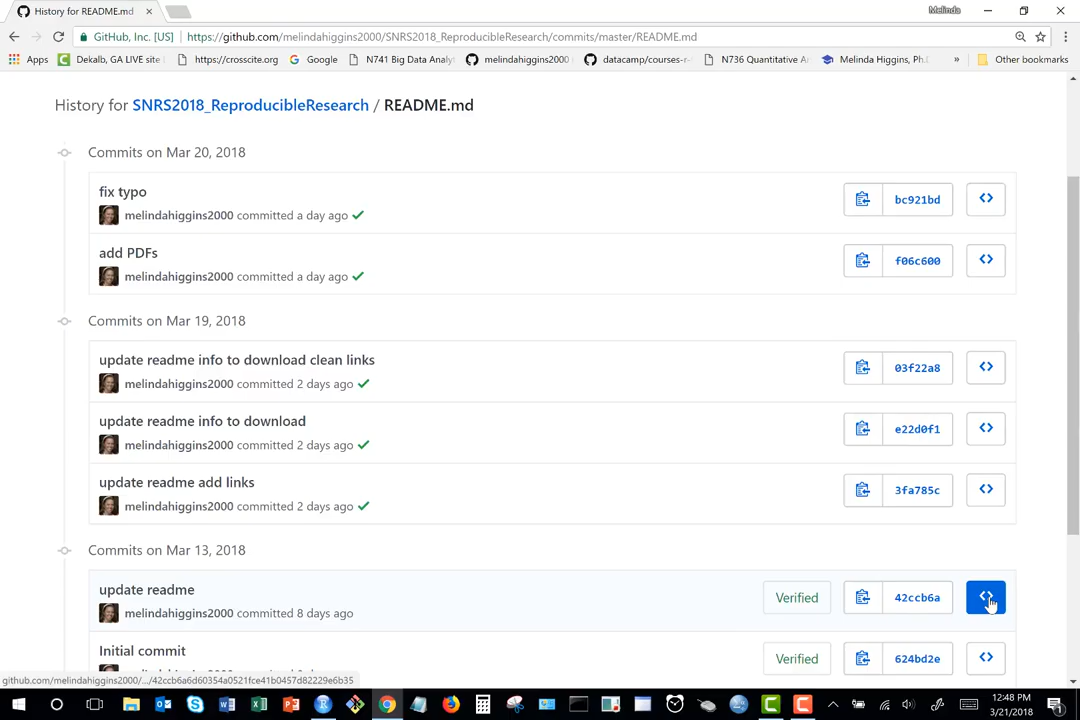 History for README.md
Melinda
GitHub, Inc. [US]
https://github.com/melindahiggins2000/SNRS2018_ReproducibleResearch/commits/master/README.md
Apps
Dekalb, GA LIVE site
https://crosscite.org
Google
N741 Big Data Analy
melindahiggins2000
datacamp/courses-r-
N736 Quantitative A
Melinda Higgins, Ph.
»
Other bookmarks
History for SNRS2018_ReproducibleResearch / README.md
Commits on Mar 20, 2018
fix typo
melindahiggins2000 committed a day ago
bc921bd
add PDFs
melindahiggins2000 committed a day ago
f06c600
Commits on Mar 19, 2018
update readme info to download clean links
melindahiggins2000 committed 2 days ago
03f22a8
update readme info to download
melindahiggins2000 committed 2 days ago
e22d0f1
update readme add links
melindahiggins2000 committed 2 days ago
3fa785c
Commits on Mar 13, 2018
update readme
melindahiggins2000 committed 8 days ago
Verified
42ccb6a
Initial commit
Verified
624bd2e
github.com/melindahiggins2000/.../42ccb6a6d60354a0521fce41b0457d82229e6b35
12:48 PM
3/21/2018